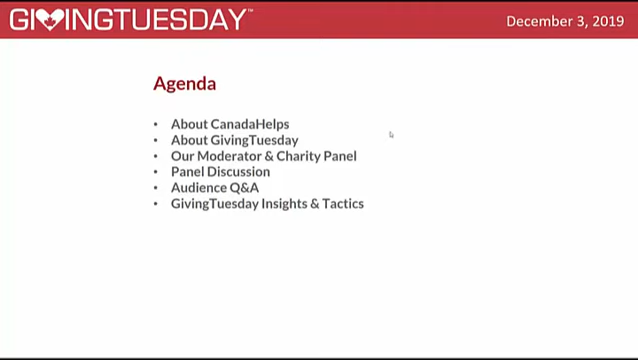 GIVINGTUESDAY™
December 3, 2019
Agenda
• About CanadaHelps
• About GivingTuesday
• Our Moderator & Charity Panel
• Panel Discussion
• Audience Q&A
• GivingTuesday Insights & Tactics